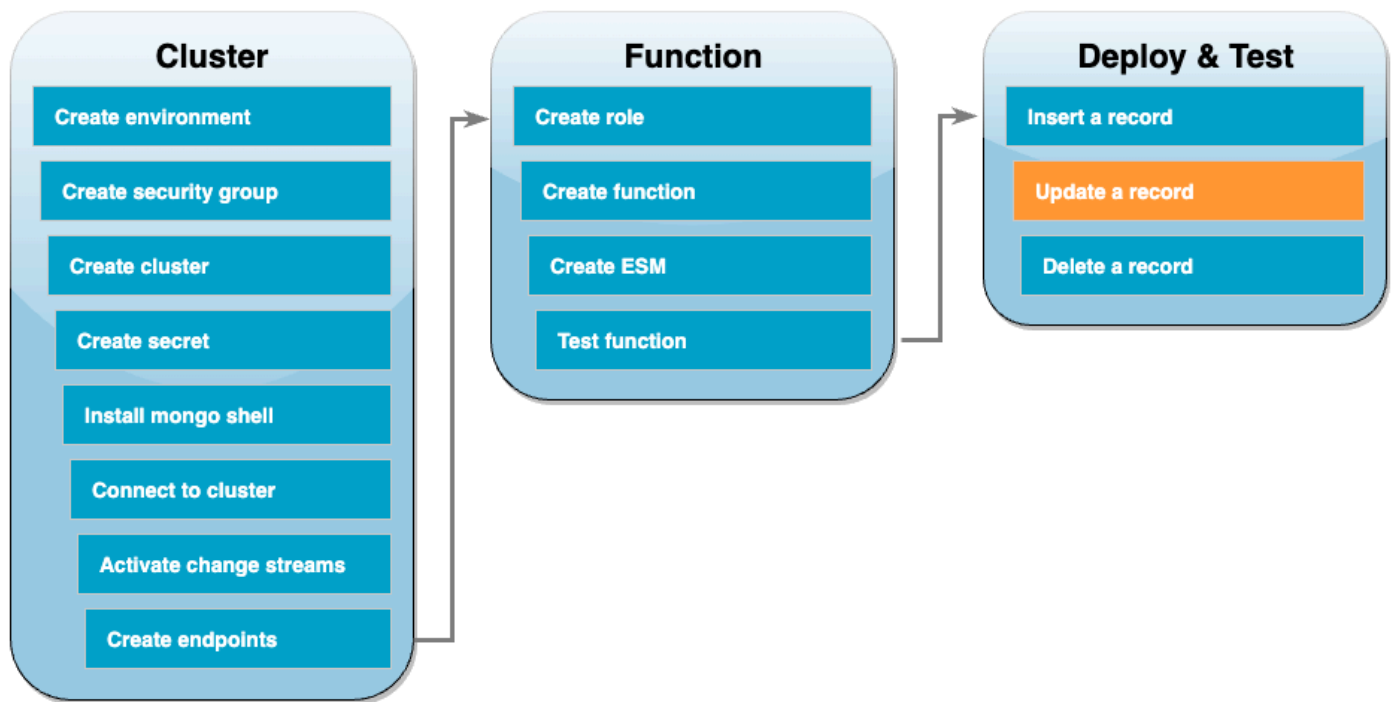 Cluster
Create environment
Create security group
Create cluster
Create secret
Install mongo shell
Connect to cluster
Activate change streams
Create endpoints
Function
Create role
Create function
Create ESM
Test function
Deploy & Test
Insert a record
Update a record
Delete a record